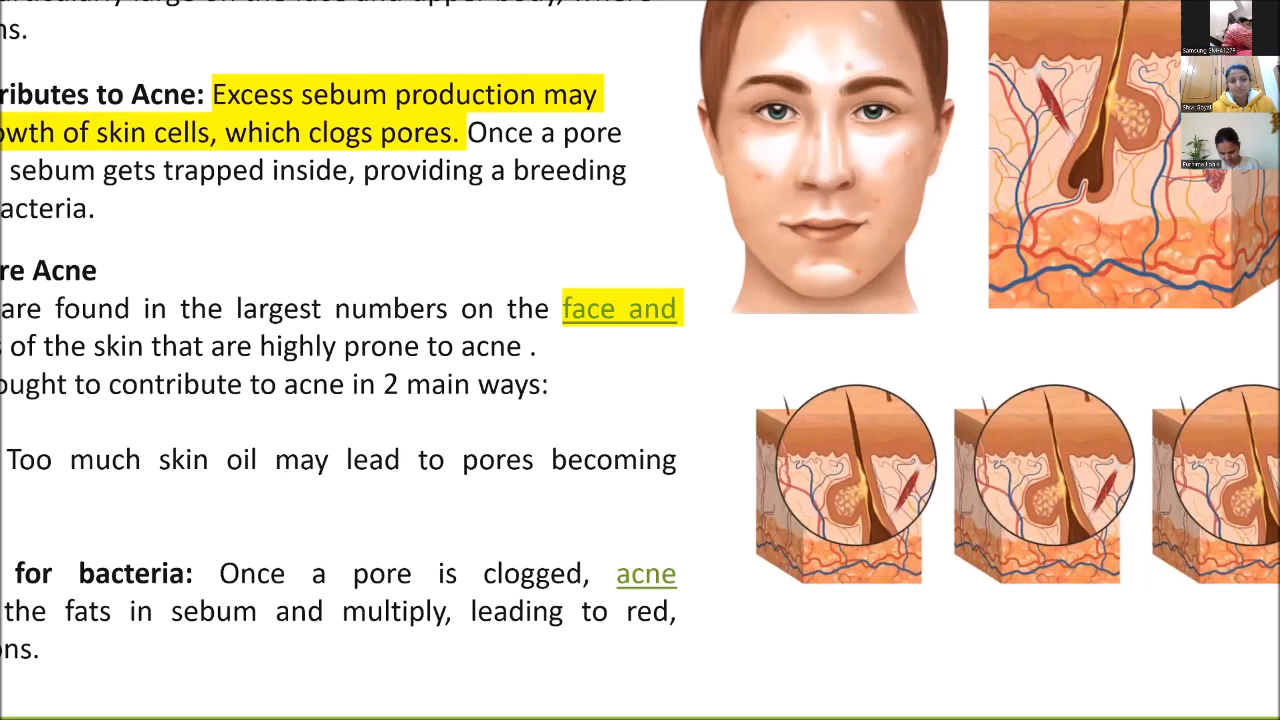 ns.
ributes to Acne: Excess sebum production may
owth of skin cells, which clogs pores. Once a pore
sebum gets trapped inside, providing a breeding
acteria.
re Acne
are found in the largest numbers on the face and
of the skin that are highly prone to acne .
ought to contribute to acne in 2 main ways:
Too much skin oil may lead to pores becoming
for bacteria: Once a pore is clogged, acne
the fats in sebum and multiply, leading to red,
ons.
Shivi Goyal